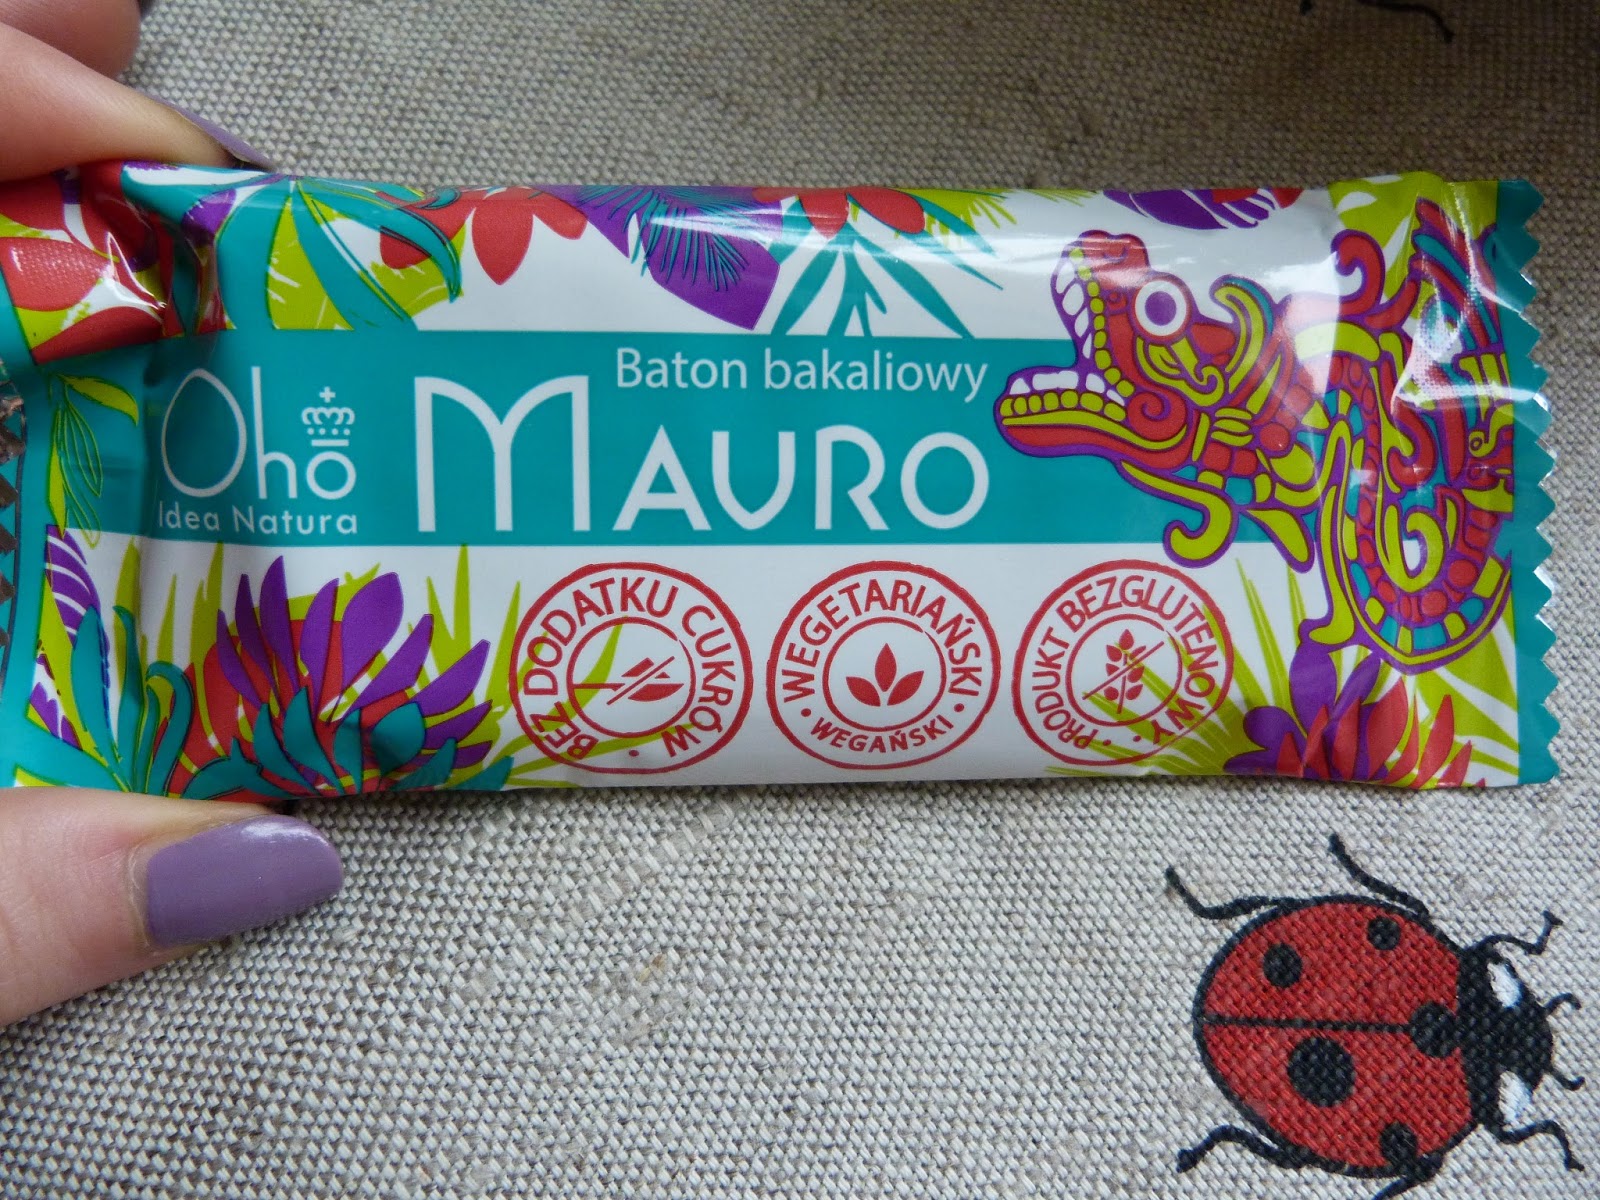 Oho
Idea Natura
Baton bakaliowy
MAURO
BEZ DODATKU CUKRÓW
WEGETARIAŃSKI
WEGAŃSKI
PRODUKT BEZGLUTENOWY